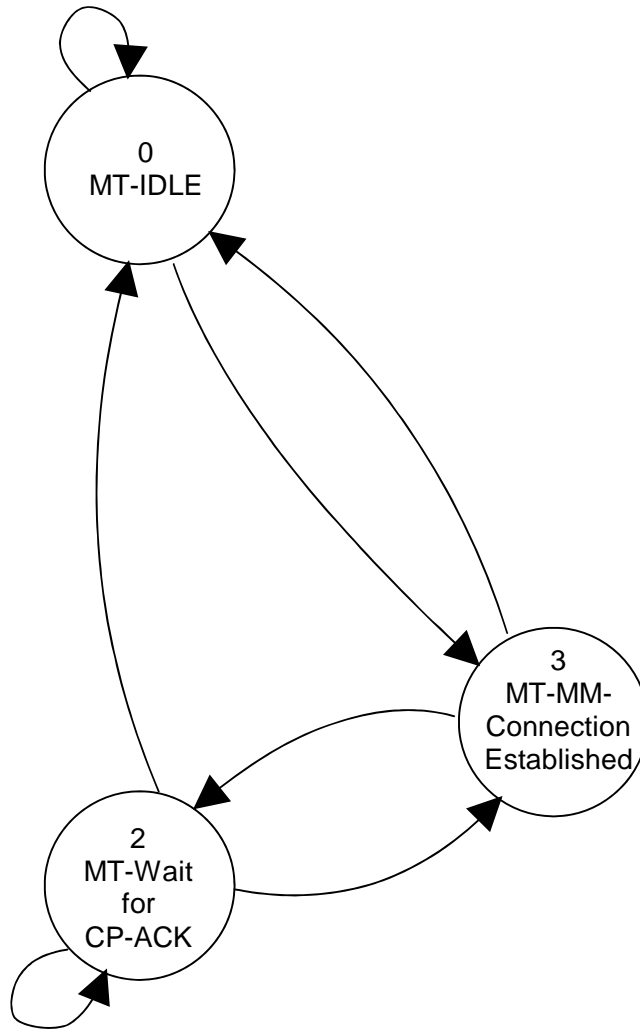 0
MT-IDLE
3
MT-MM-
Connection
Established
2
MT-Wait
for
CP-ACK